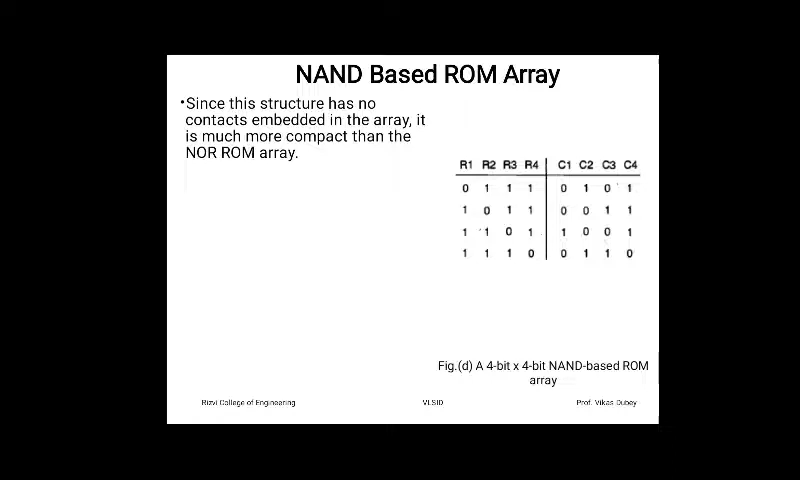 NAND Based ROM Array
•Since this structure has no
contacts embedded in the array, it
is much more compact than the
NOR ROM array.
R1 R2 R3 R4 C1 C2 C3 C4
0 1 1 1 0 1 0 1
1 0 1 1 0 0 1 1
1 1 0 1 1 0 0 1
1 1 1 0 0 1 1 0
Fig.(d) A 4-bit x 4-bit NAND-based ROM
array
Rizvi College of Engineering VLSID Prof. Vikas Dubey